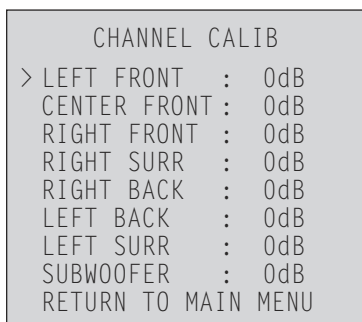 CHANNEL CALIB
> LEFT FRONT : 0dB
CENTER FRONT : 0dB
RIGHT FRONT : 0dB
RIGHT SURR : 0dB
RIGHT BACK : 0dB
LEFT BACK : 0dB
LEFT SURR : 0dB
SUBWOOFER : 0dB
RETURN TO MAIN MENU